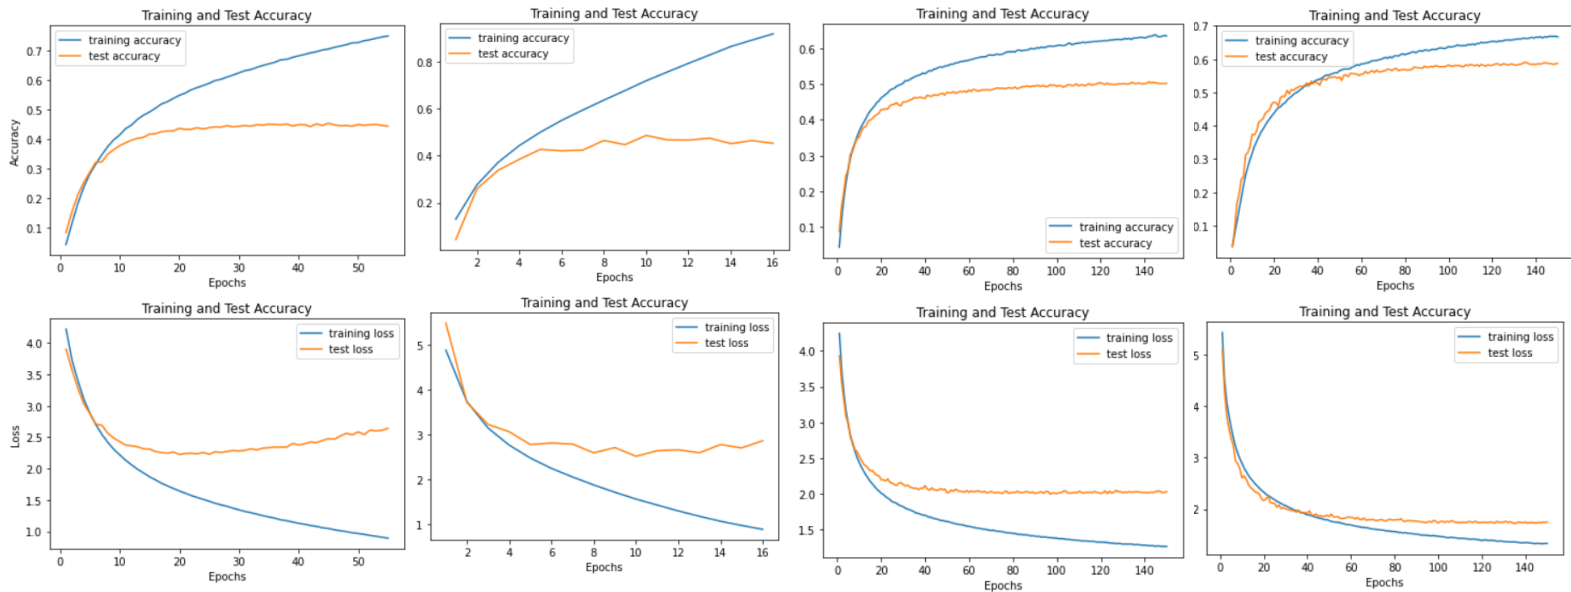 Training and Test Accuracy
training accuracy
test accuracy
0.7
0.6
0.5
0.4
0.3
0.2
0.1
Accuracy
0 10 20 30 40 50
Epochs
Training and Test Accuracy
training accuracy
test accuracy
0.8
0.6
0.4
0.2
2 4 6 8 10 12 14 16
Epochs
Training and Test Accuracy
0.6
0.5
0.4
0.3
0.2
0.1
training accuracy
test accuracy
0 20 40 60 80 100 120 140
Epochs
Training and Test Accuracy
training accuracy
test accuracy
0.7
0.6
0.5
0.4
0.3
0.2
0.1
0 20 40 60 80 100 120 140
Epochs
Training and Test Accuracy
training loss
test loss
4.0
3.5
3.0
2.5
2.0
1.5
1.0
Loss
0 10 20 30 40 50
Epochs
Training and Test Accuracy
training loss
test loss
5
4
3
2
1
2 4 6 8 10 12 14 16
Epochs
Training and Test Accuracy
training loss
test loss
4.0
3.5
3.0
2.5
2.0
1.5
0 20 40 60 80 100 120 140
Epochs
Training and Test Accuracy
training loss
test loss
5
4
3
2
0 20 40 60 80 100 120 140
Epochs